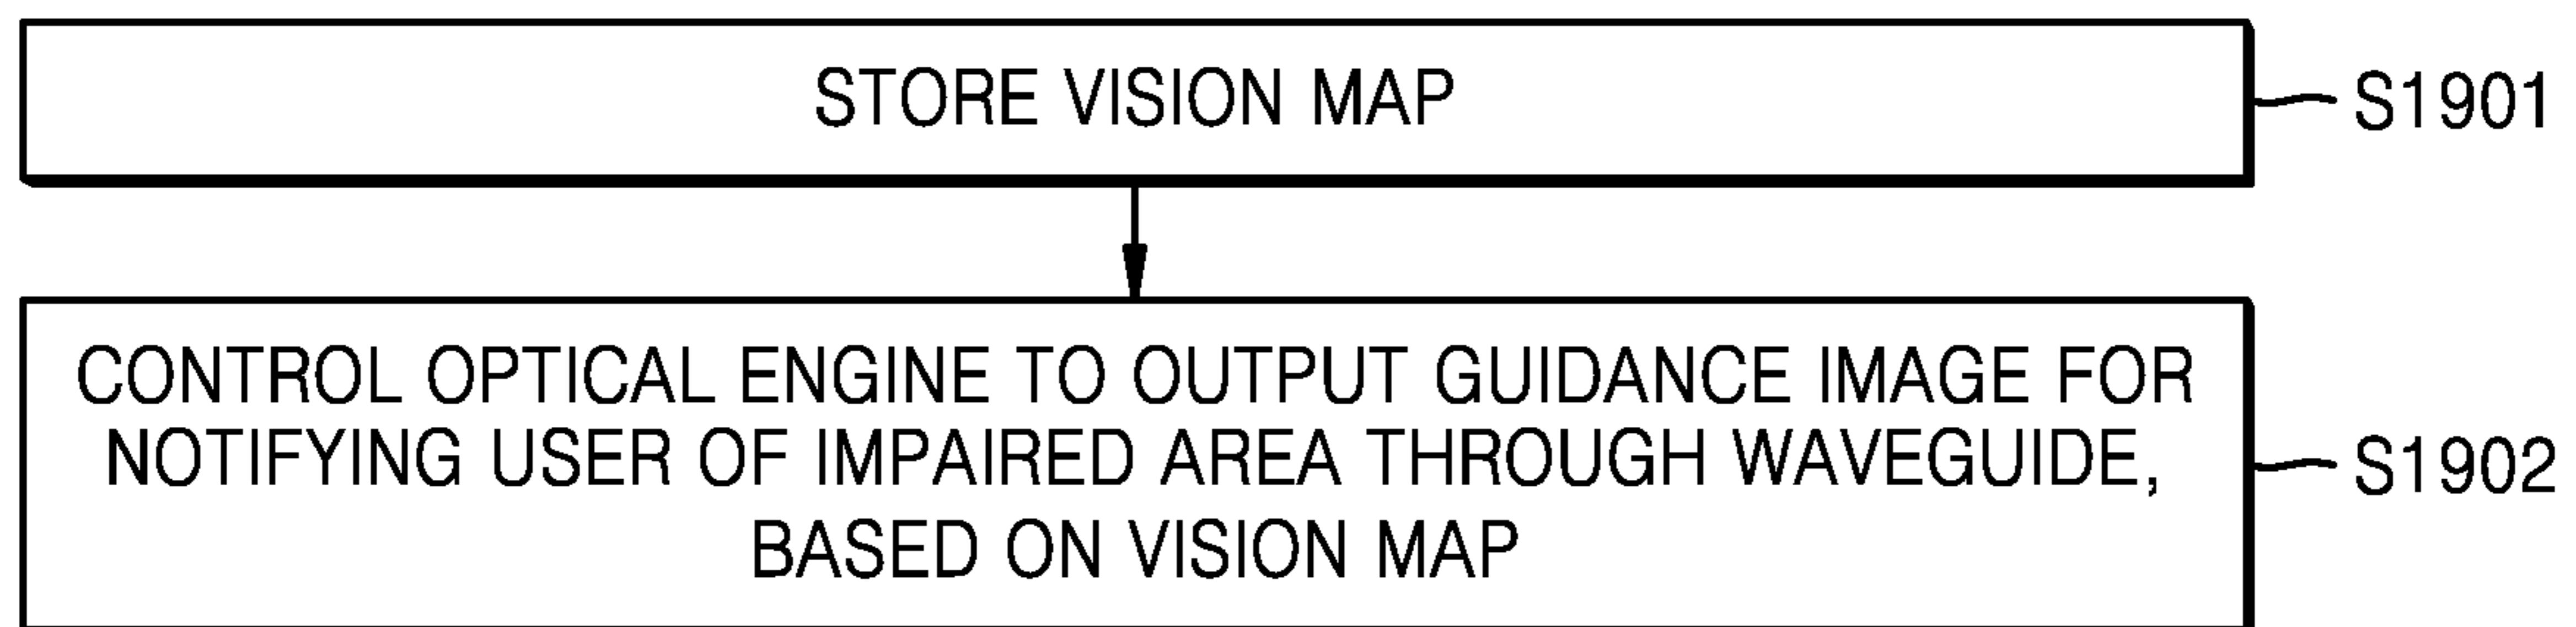 STORE VISION MAP
S1901
CONTROL OPTICAL ENGINE TO OUTPUT GUIDANCE IMAGE FOR
NOTIFYING USER OF IMPAIRED AREA THROUGH WAVEGUIDE,
BASED ON VISION MAP
S1902